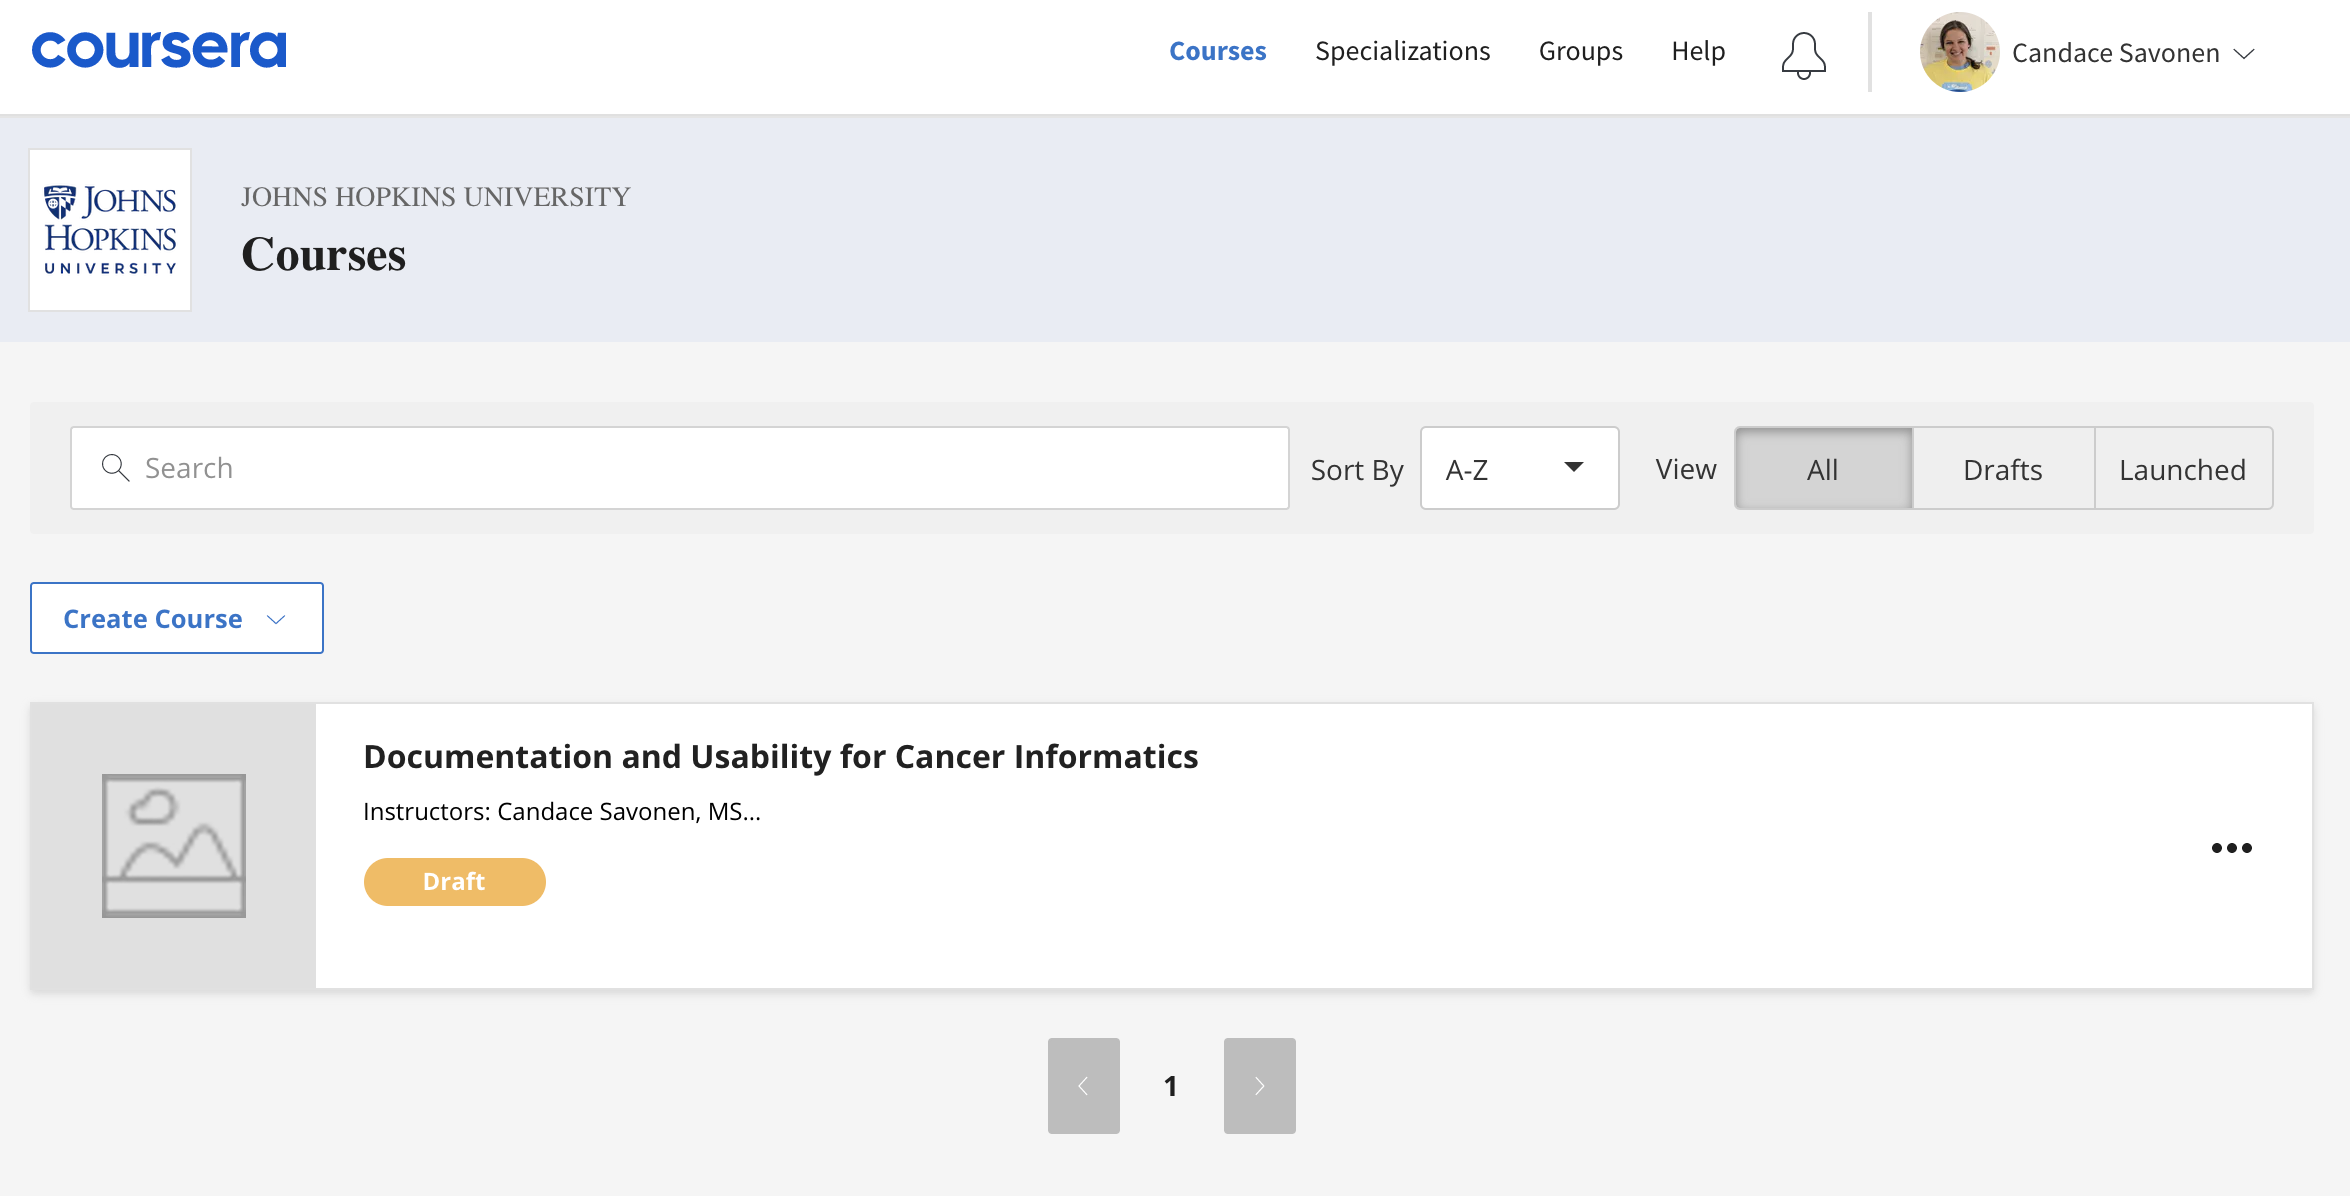 coursera
Courses Specializations Groups Help Candace Savonen
JOHNS
HOPKINS
UNIVERSITY
JOHNS HOPKINS UNIVERSITY
Courses
Search Sort By A-Z View All Drafts Launched
Create Course
Documentation and Usability for Cancer Informatics
Instructors: Candace Savonen, MS...
Draft
1